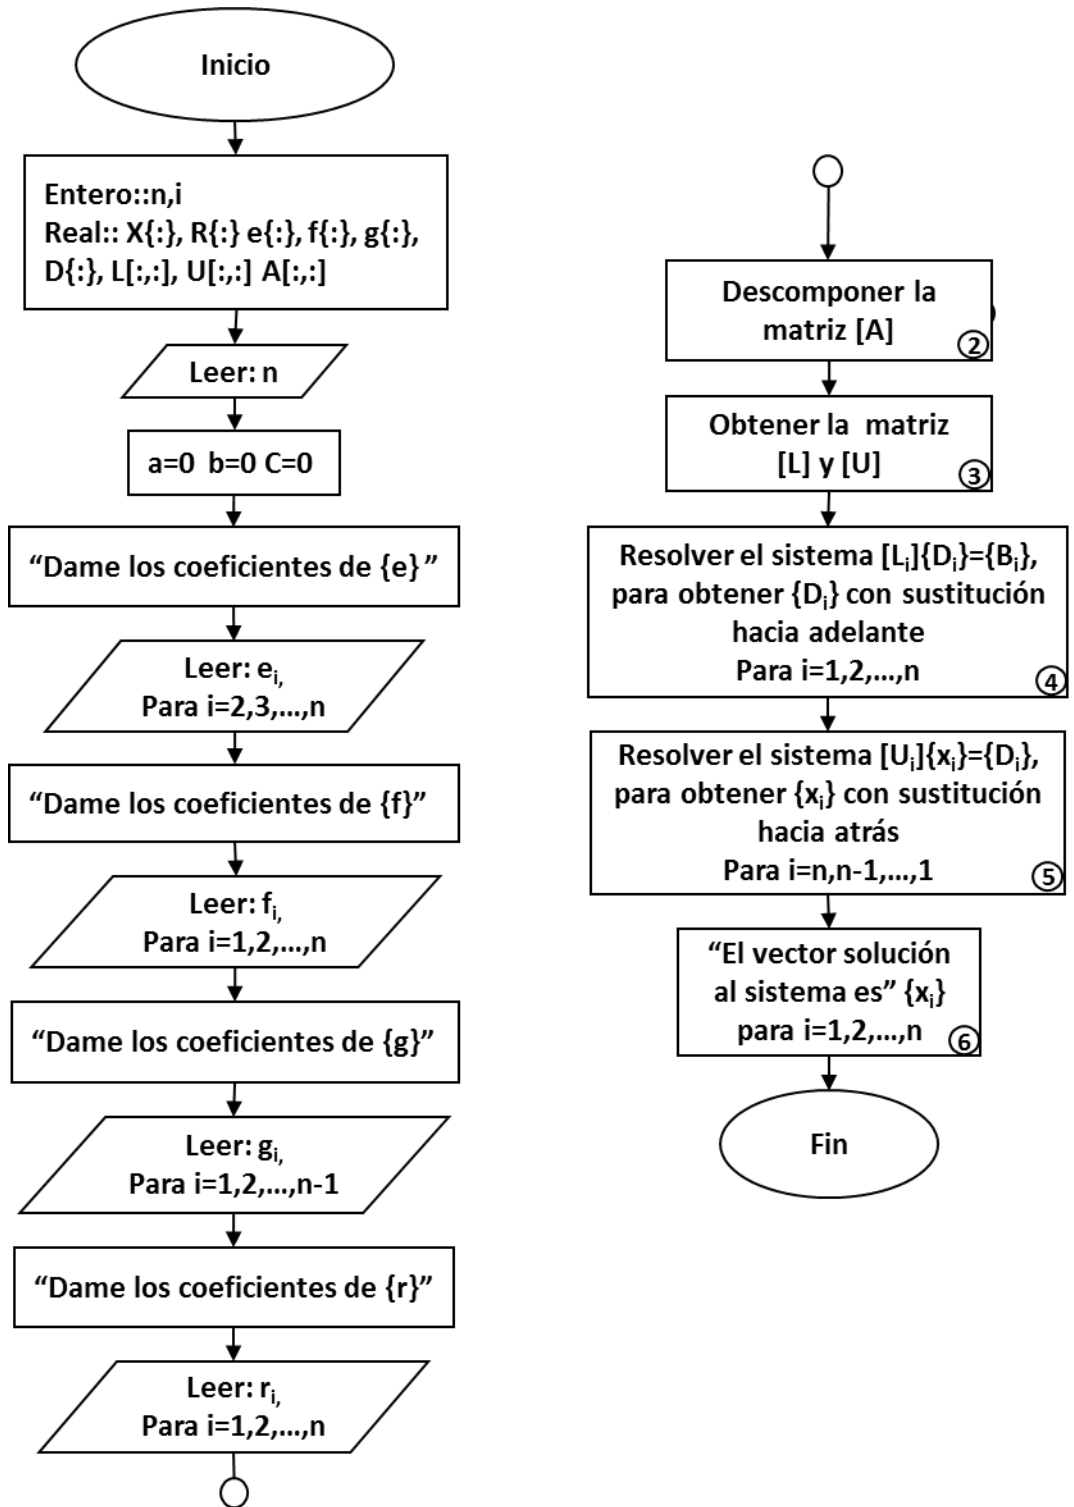 Inicio
Entero::n,i
Real:: X{:}, R{:} e{:}, f{:}, g{:},
D{:}, L[:,:], U[:,:] A[:,:]
Leer: n
a=0 b=0 C=0
“Dame los coeficientes de {e}”
Leer: ei,
Para i=2,3,...,n
“Dame los coeficientes de {f}”
Leer: fi,
Para i=1,2,...,n
“Dame los coeficientes de {g}”
Leer: gi,
Para i=1,2,...,n-1
“Dame los coeficientes de {r}”
Leer: ri,
Para i=1,2,...,n
Descomponer la
matriz [A]
2
Obtener la matriz
[L] y [U]
3
Resolver el sistema [Li]{Di}={Bi},
para obtener {Di} con sustitución
hacia adelante
Para i=1,2,...,n
4
Resolver el sistema [Ui]{xi}={Di},
para obtener {xi} con sustitución
hacia atrás
Para i=n,n-1,...,1
5
“El vector solución
al sistema es” {xi}
para i=1,2,...,n
6
Fin